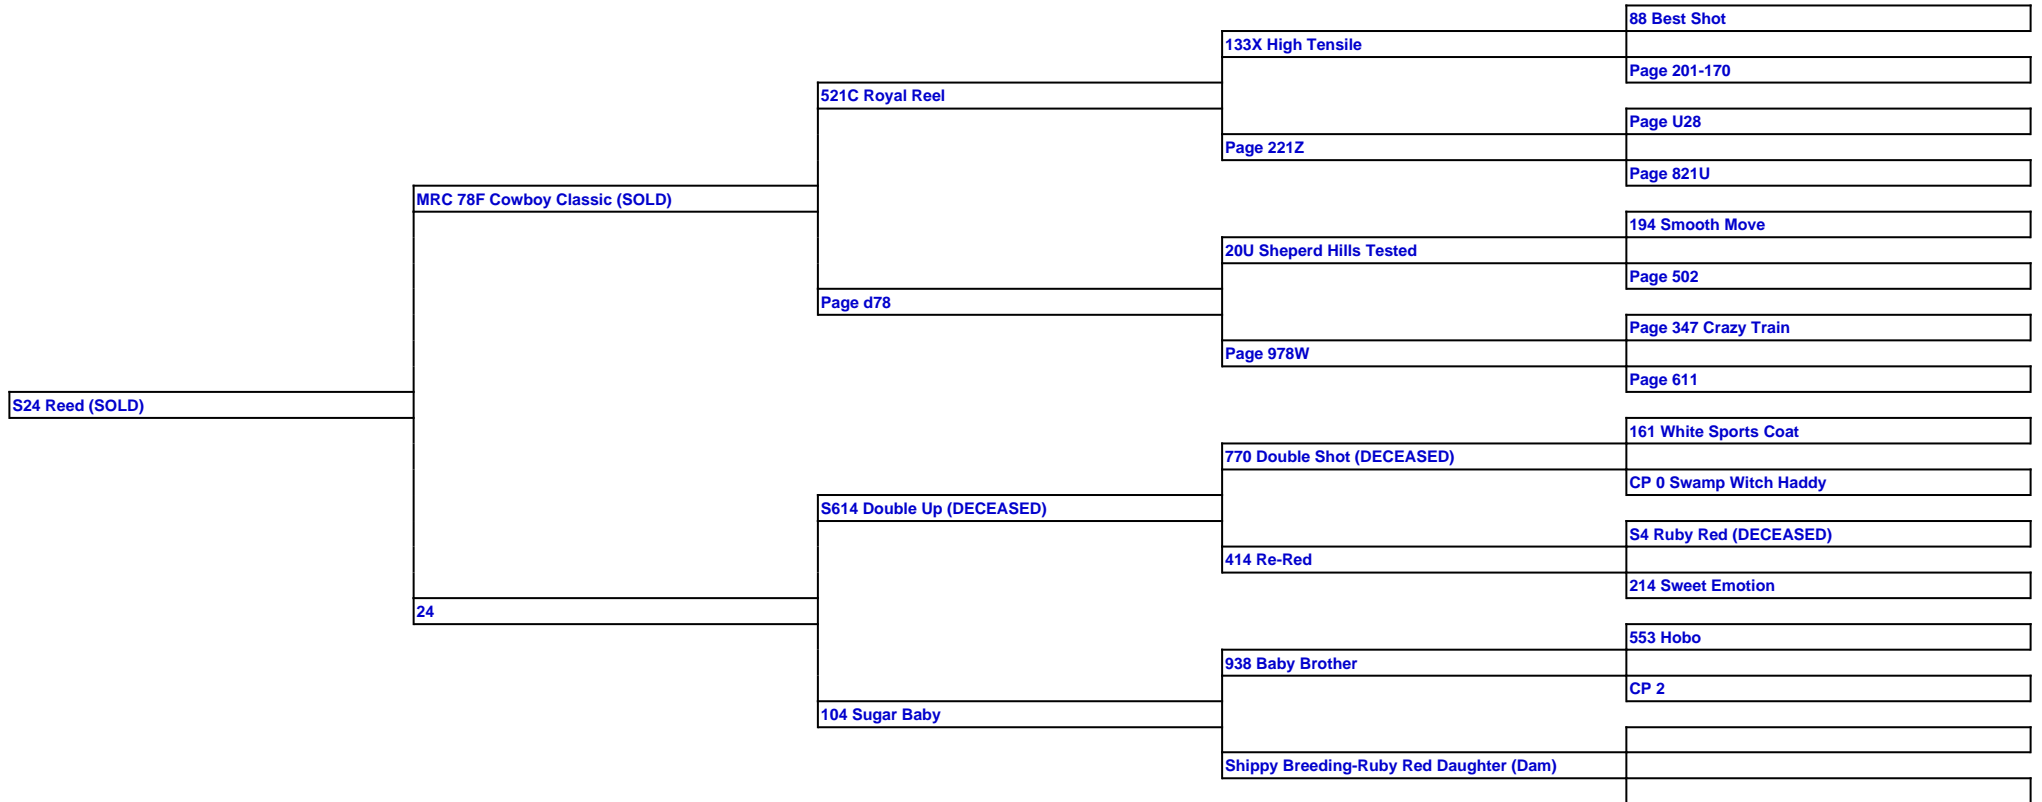 88 Best Shot
133X High Tensile
Page 201-170
521C Royal Reel
Page U28
Page 221Z
Page 821U
MRC 78F Cowboy Classic (SOLD)
194 Smooth Move
20U Sheperd Hills Tested
Page 502
Page d78
Page 347 Crazy Train
Page 978W
Page 611
S24 Reed (SOLD)
161 White Sports Coat
770 Double Shot (DECEASED)
CP 0 Swamp Witch Haddy
S614 Double Up (DECEASED)
S4 Ruby Red (DECEASED)
414 Re-Red
214 Sweet Emotion
24
553 Hobo
938 Baby Brother
CP 2
104 Sugar Baby
Shippy Breeding-Ruby Red Daughter (Dam)